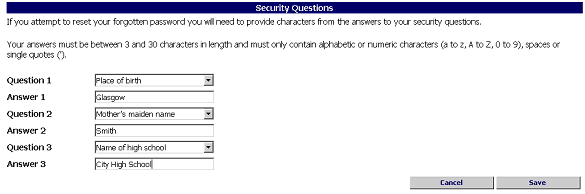 Security Questions
If you attempt to reset your forgotten password you will need to provide characters from the answers to your security questions.
Your answers must be between 3 and 30 characters in length and must only contain alphabetic or numeric characters (a to z, A to Z, 0 to 9), spaces or
single quotes (').
Question 1 Place of birth
Answer 1 Glasgow
Question 2 Mother's maiden name
Answer 2 Smith
Question 3 Name of high school
Answer 3 City High School
Cancel Save